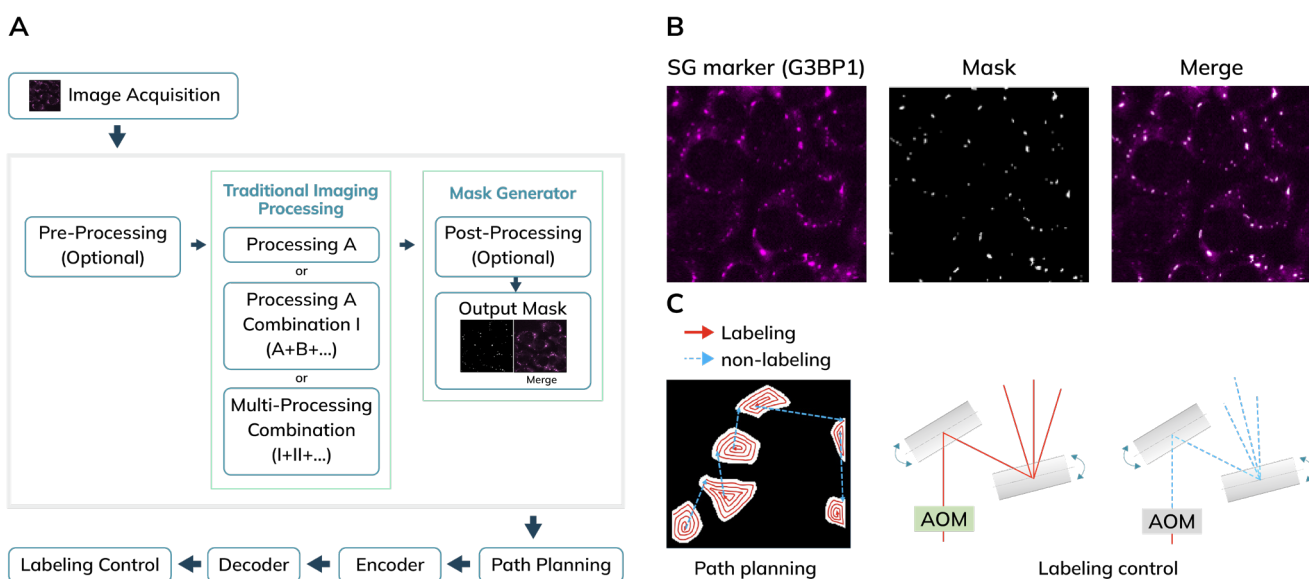 A
Image Acquisition
Pre-Processing
(Optional)
Traditional Imaging
Processing
Processing A
or
Processing A
Combination I
(A+B+...)
or
Multi-Processing
Combination
(I+II+...)
Mask Generator
Post-Processing
(Optional)
Output Mask
Merge
Path Planning
Encoder
Decoder
Labeling Control
B
SG marker (G3BP1)
Mask
Merge
C
Labeling
non-labeling
Path planning
AOM
AOM
Labeling control